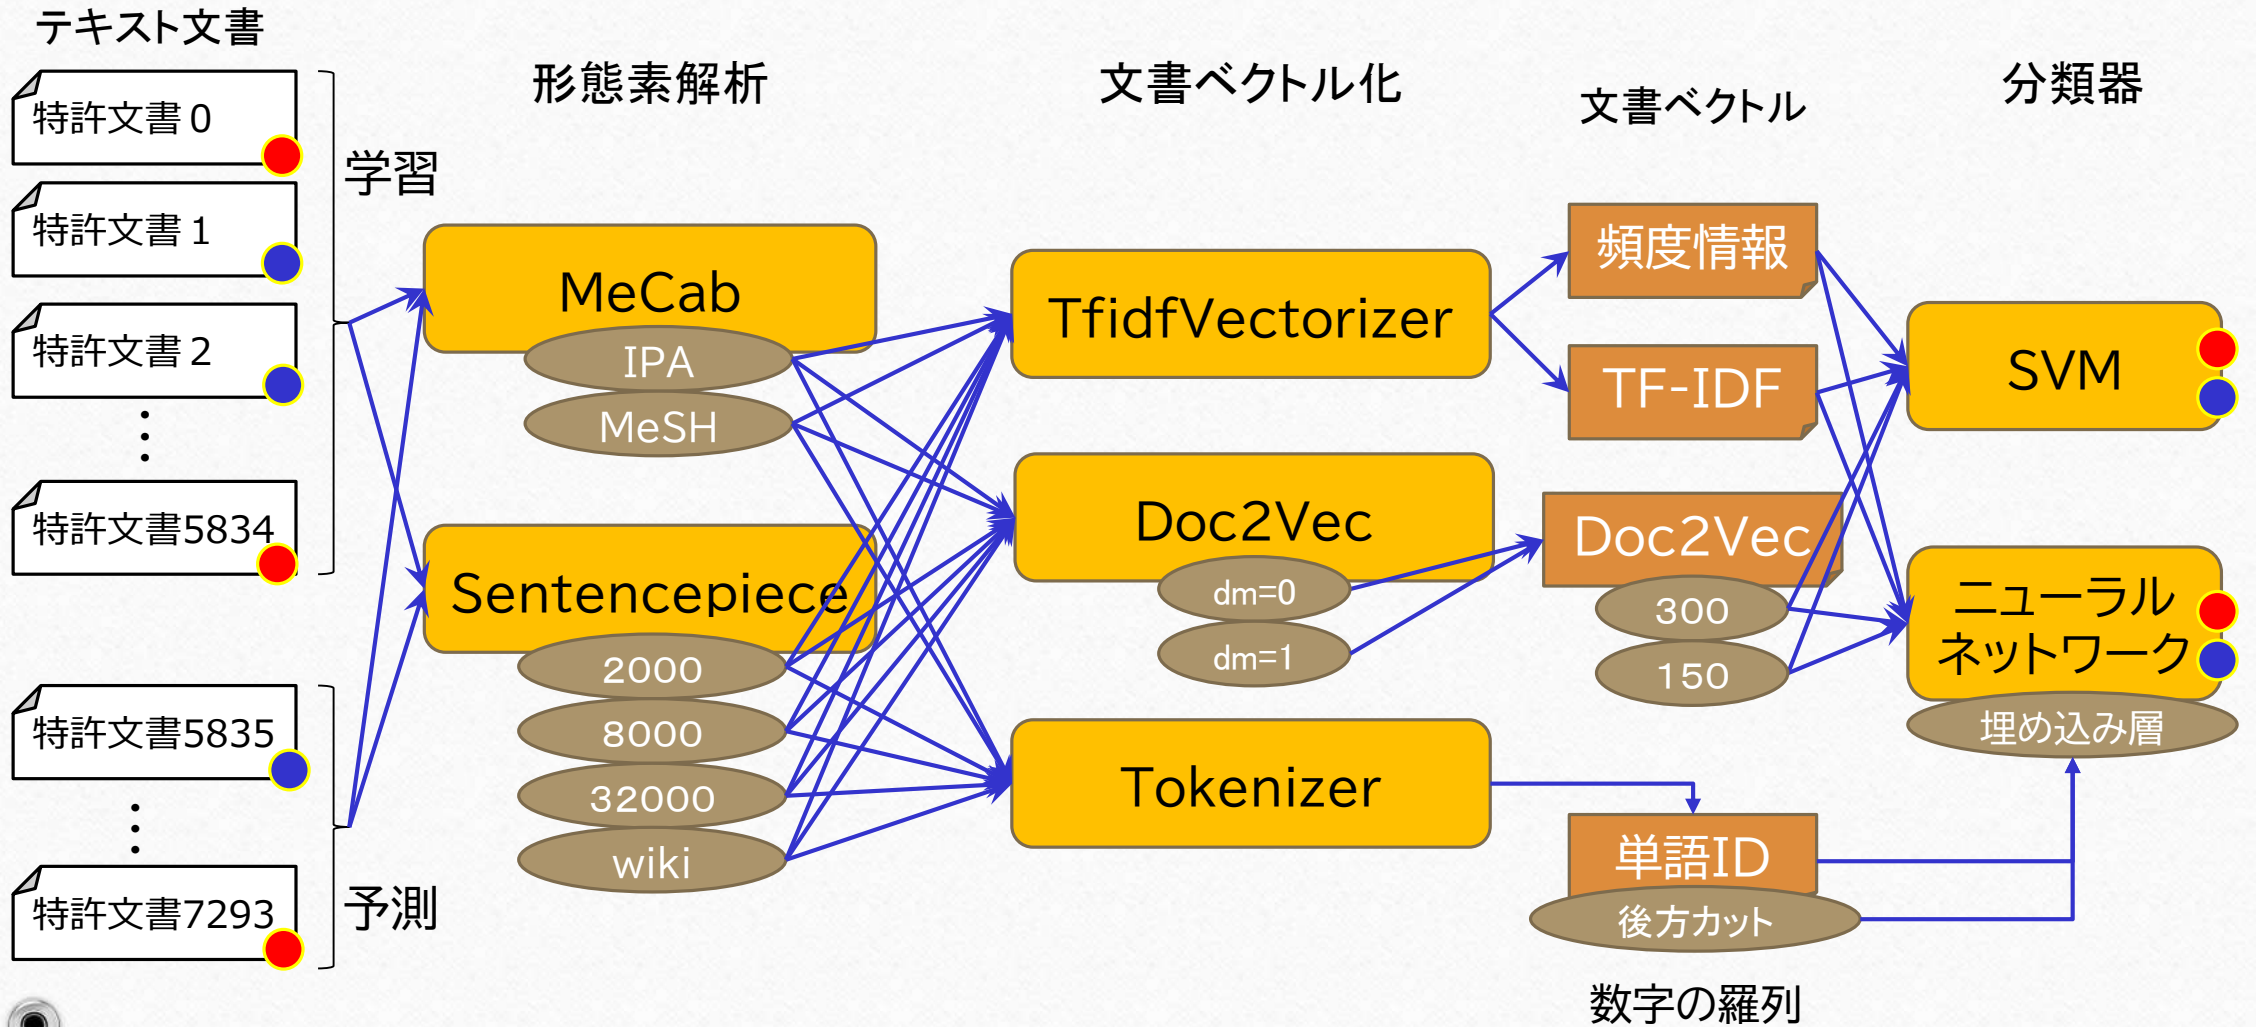 テキスト文書
特許文書0
特許文書1
特許文書2
⋮
特許文書5834
特許文書5835
⋮
特許文書7293
学習
予測
形態素解析
MeCab
IPA
MeSH
Sentencepiece
2000
8000
32000
wiki
文書ベクトル化
TfidfVectorizer
Doc2Vec
dm=0
dm=1
Tokenizer
文書ベクトル
頻度情報
TF-IDF
Doc2Vec
300
150
単語ID
後方カット
数字の羅列
分類器
SVM
ニューラル
ネットワーク
埋め込み層